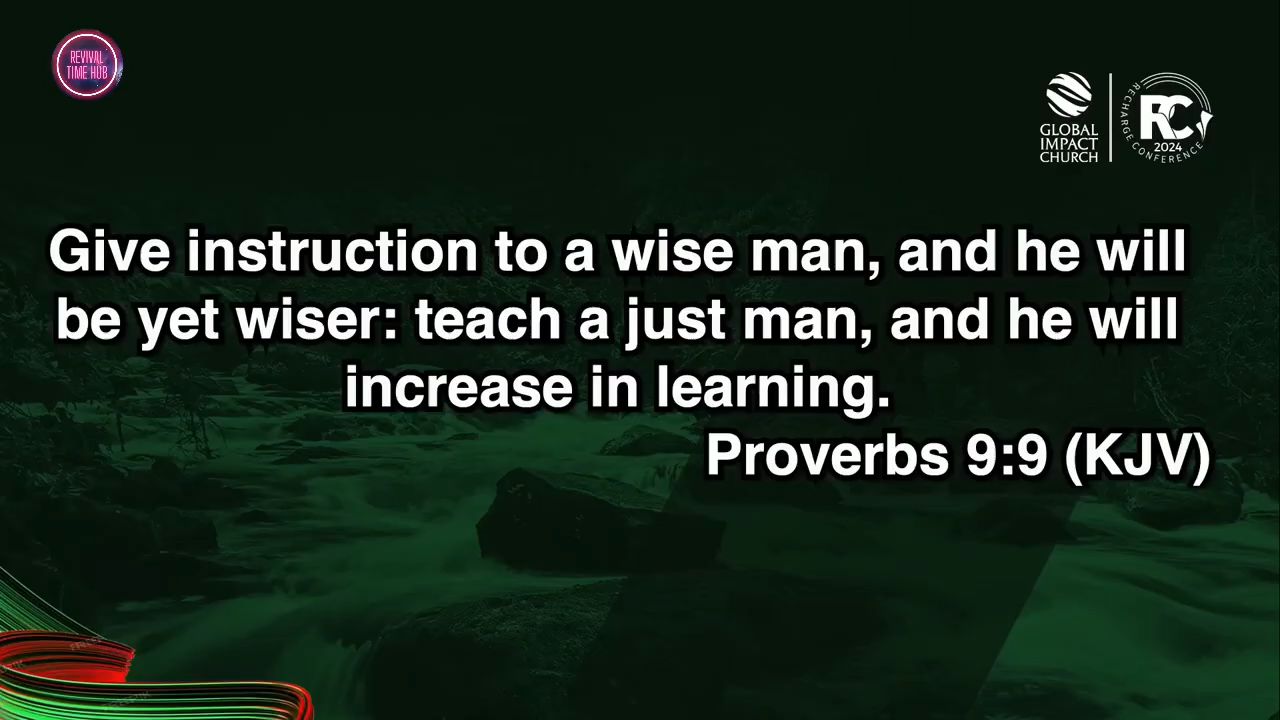 REVIVAL
TIME HUB
GLOBAL
IMPACT
CHURCH
RECHARGE CONFERENCE
RC
2024
Give instruction to a wise man, and he will
be yet wiser: teach a just man, and he will
increase in learning.
Proverbs 9:9 (KJV)